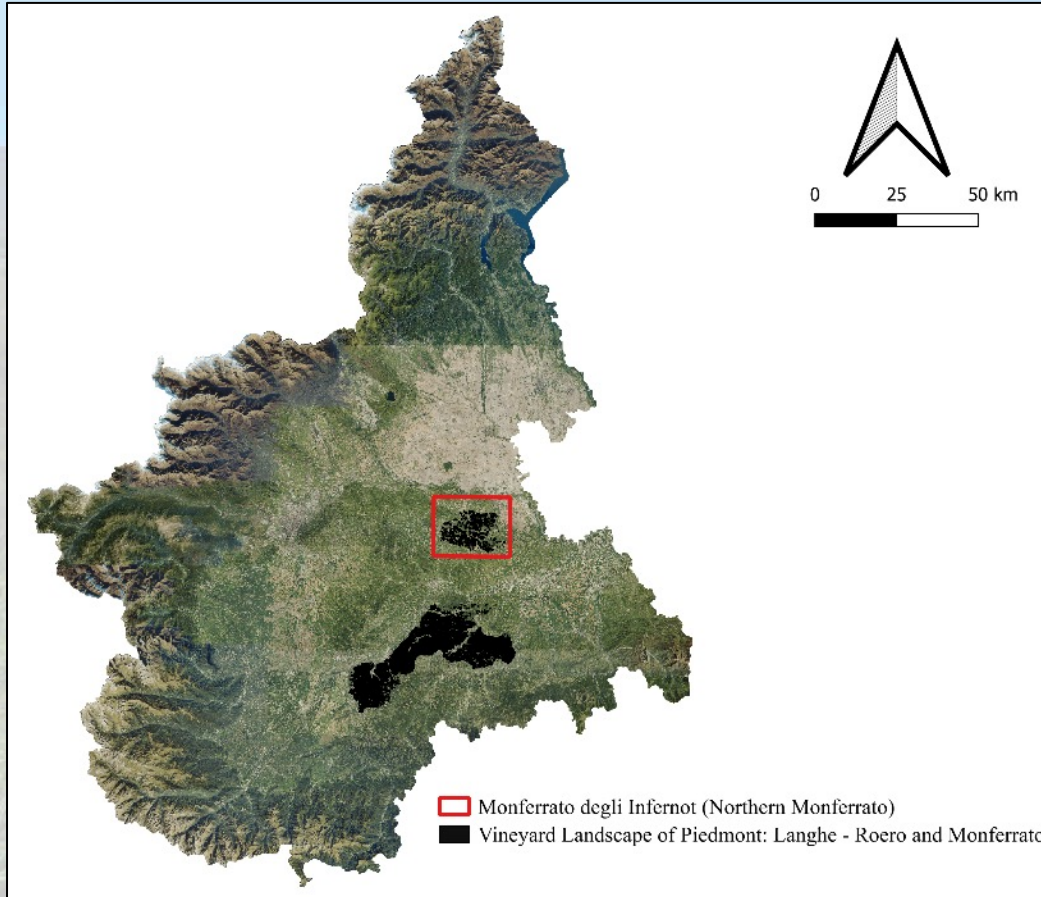 0 25 50 km
Monferrato degli Infernot (Northern Monferrato)
Vineyard Landscape of Piedmont: Langhe - Roero and Monferrato